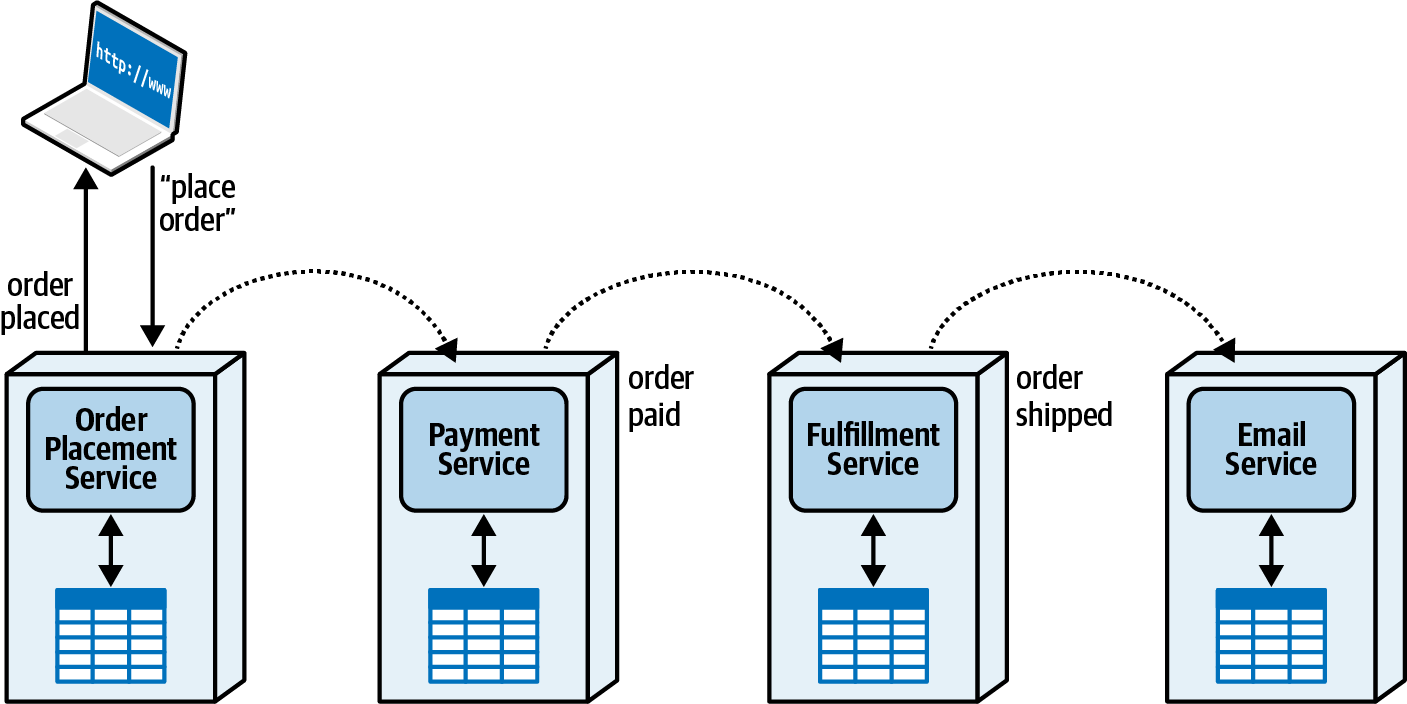 http://www
“place
order”
order
placed
Order
Placement
Service
Payment
Service
order
paid
Fulfillment
Service
order
shipped
Email
Service